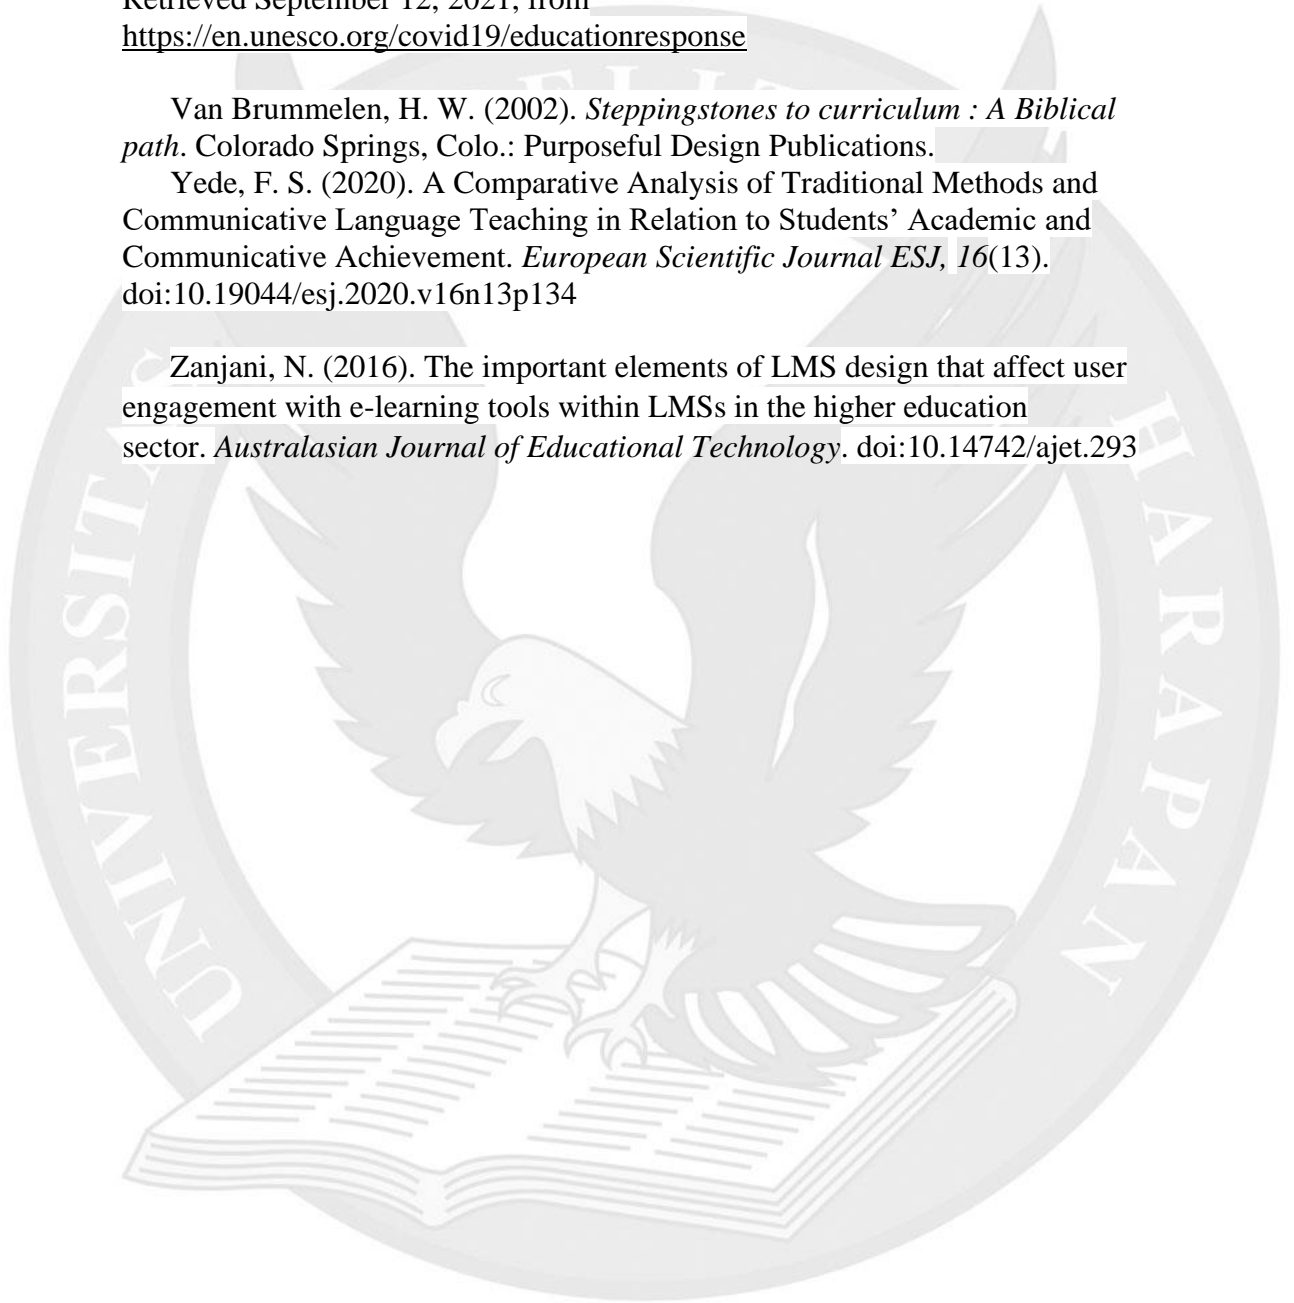 Retrieved September 12, 2021, from
https://en.unesco.org/covid19/educationresponse
Van Brummelen, H. W. (2002). Steppingstones to curriculum : A Biblical
path. Colorado Springs, Colo.: Purposeful Design Publications.
Yede, F. S. (2020). A Comparative Analysis of Traditional Methods and
Communicative Language Teaching in Relation to Students’ Academic and
Communicative Achievement. European Scientific Journal ESJ, 16(13).
doi:10.19044/esj.2020.v16n13p134
Zanjani, N. (2016). The important elements of LMS design that affect user
engagement with e-learning tools within LMSs in the higher education
sector. Australasian Journal of Educational Technology. doi:10.14742/ajet.293
UNIVERSITAS
HARAPAN